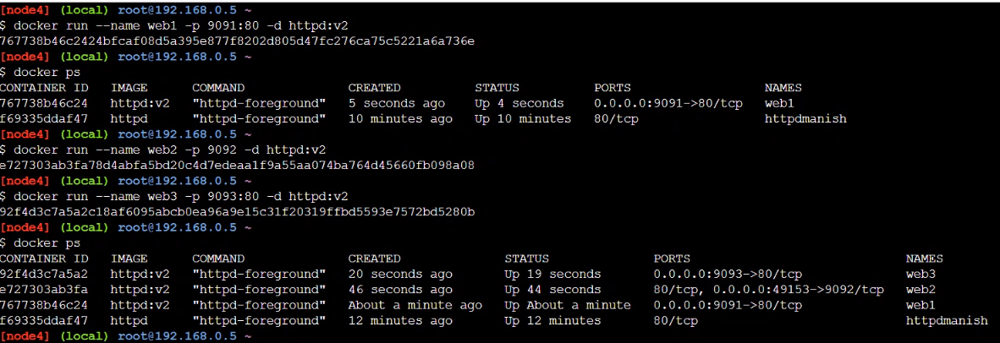 [node4] (local) root@192.168.0.5 ~
$ docker run --name web1 -p 9091:80 -d httpd:v2
767738b46c2424bfcaf08d5a395e877f8202d805d47fc276ca75c5221a6a736e
[node4] (local) root@192.168.0.5 ~
$ docker ps
CONTAINER ID   IMAGE      COMMAND              CREATED          STATUS          PORTS                  NAMES
767738b46c24   httpd:v2   "httpd-foreground"   5 seconds ago    Up 4 seconds    0.0.0.0:9091->80/tcp   web1
f69335ddaf47   httpd      "httpd-foreground"   10 minutes ago   Up 10 minutes   80/tcp                 httpdmanish
[node4] (local) root@192.168.0.5 ~
$ docker run --name web2 -p 9092 -d httpd:v2
e727303ab3fa78d4abfa5bd20c4d7edeaa1f9a55aa074ba764d45660fb098a08
[node4] (local) root@192.168.0.5 ~
$ docker run --name web3 -p 9093:80 -d httpd:v2
92f4d3c7a5a2c18af6095abcb0ea96a9e15c31f20319ffbd5593e7572bd5280b
[node4] (local) root@192.168.0.5 ~
$ docker ps
CONTAINER ID   IMAGE      COMMAND              CREATED              STATUS              PORTS                             NAMES
92f4d3c7a5a2   httpd:v2   "httpd-foreground"   20 seconds ago       Up 19 seconds       0.0.0.0:9093->80/tcp              web3
e727303ab3fa   httpd:v2   "httpd-foreground"   46 seconds ago       Up 44 seconds       80/tcp, 0.0.0.0:49153->9092/tcp   web2
767738b46c24   httpd:v2   "httpd-foreground"   About a minute ago   Up About a minute   0.0.0.0:9091->80/tcp              web1
f69335ddaf47   httpd      "httpd-foreground"   12 minutes ago       Up 12 minutes       80/tcp                            httpdmanish
[node4] (local) root@192.168.0.5 ~